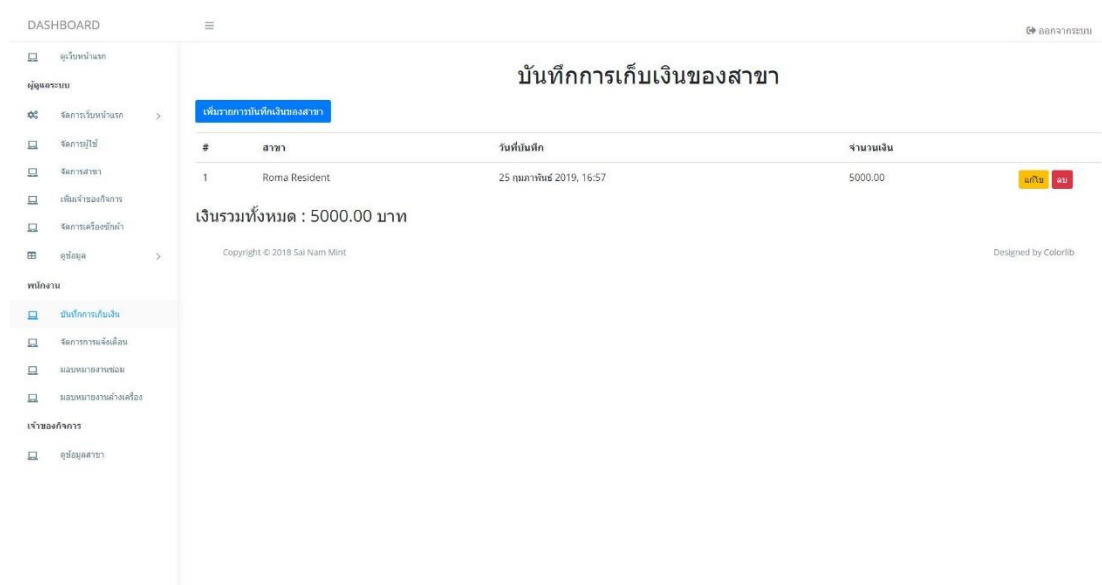 DASHBOARD
ออกจากระบบ
ดูเว็บหน้าแรก
ผู้ดูแลระบบ
จัดการเว็บหน้าแรก
จัดการผู้ใช้
จัดการสาขา
เพิ่มเจ้าของกิจการ
จัดการเครื่องซักผ้า
ดูข้อมูล
พนักงาน
บันทึกการเก็บเงิน
จัดการการแจ้งเตือน
มอบหมายงานซ่อม
มอบหมายงานล้างเครื่อง
เจ้าของกิจการ
ดูข้อมูลสาขา
บันทึกการเก็บเงินของสาขา
เพิ่มรายการบันทึกเงินของสาขา
# สาขา วันที่บันทึก จำนวนเงิน
1 Roma Resident 25 กุมภาพันธ์ 2019, 16:57 5000.00 แก้ไข ลบ
เงินรวมทั้งหมด : 5000.00 บาท
Copyright © 2018 Sai Nam Mint Designed by Colorlib